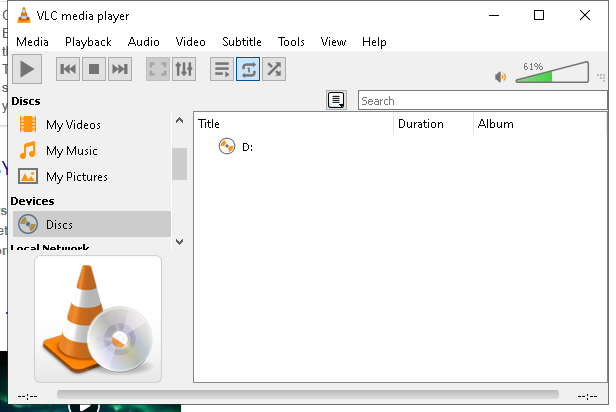 VLC media player
Media Playback Audio Video Subtitle Tools View Help
61%
Discs
Search
My Videos
My Music
My Pictures
Devices
Discs
Local Network
Title Duration Album
D:
--:-- --:--